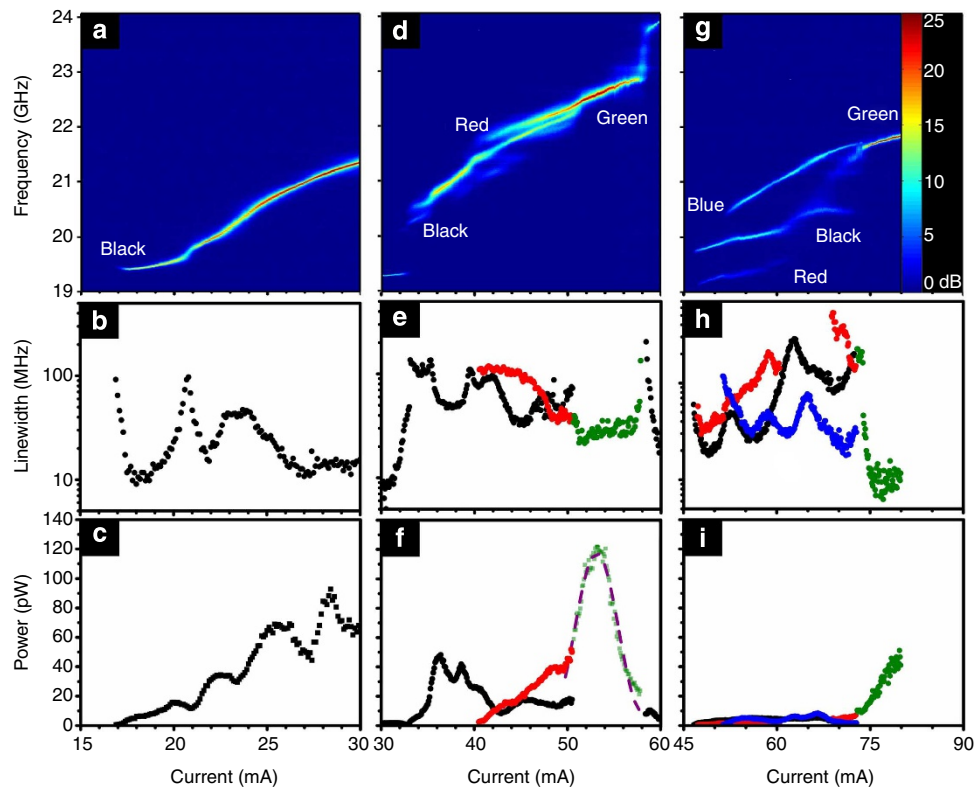 a
d
g
24
23
22
21
20
19
Frequency (GHz)
Black
Red
Green
Black
Green
Blue
Black
Red
25
20
15
10
5
0 dB
b
e
h
100
10
Linewidth (MHz)
c
f
i
140
120
100
80
60
40
20
0
Power (pW)
15 20 25 30
30 40 50 60
45 60 75 90
Current (mA) Current (mA) Current (mA)